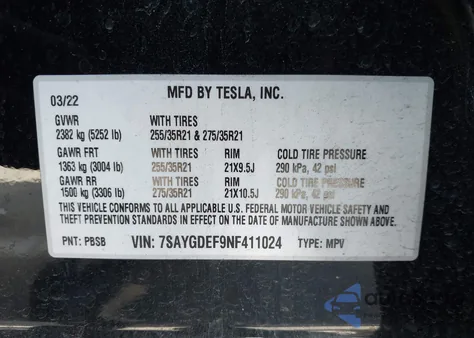 MFD BY TESLA, INC.
03/22
GVWR WITH TIRES
2382 kg (5252 lb) 255/35R21 & 275/35R21
GAWR FRT WITH TIRES RIM COLD TIRE PRESSURE
1363 kg (3004 lb) 255/35R21 21X9.5J 290 kPa, 42 psi
GAWR RR WITH TIRES RIM COLD TIRE PRESSURE
1500 kg (3306 lb) 275/35R21 21X10.5J 290 kPa, 42 psi
THIS VEHICLE CONFORMS TO ALL APPLICABLE U.S. FEDERAL MOTOR VEHICLE SAFETY AND
THEFT PREVENTION STANDARDS IN EFFECT ON THE DATE OF MANUFACTURE SHOWN ABOVE.
PNT: PBSB VIN: 7SAYGDEF9NF411024 TYPE: MPV